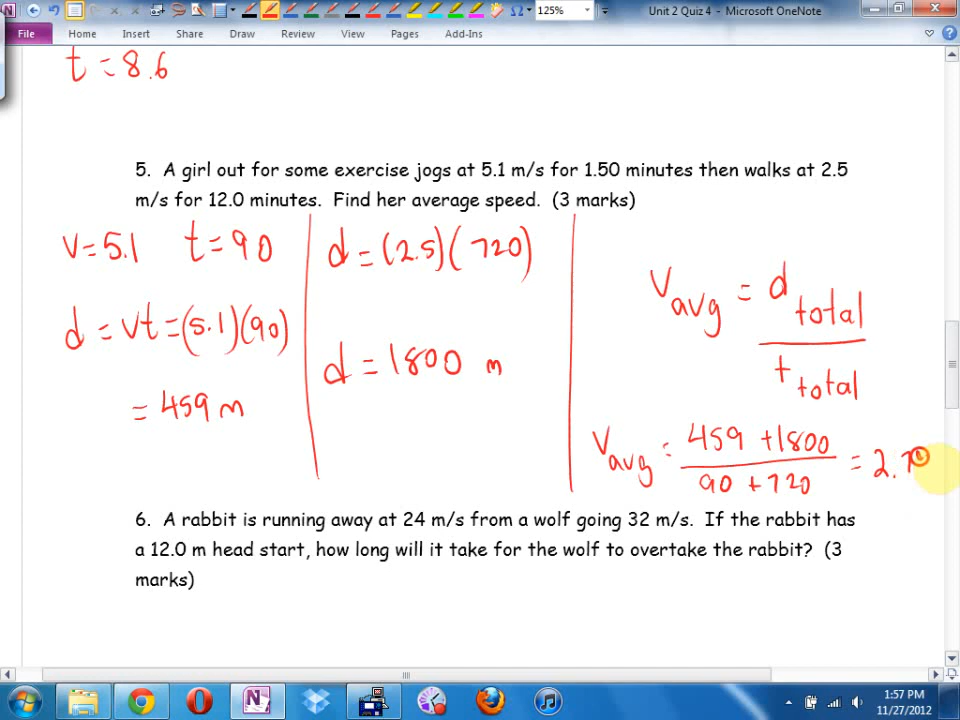 125%
Unit 2 Quiz 4 - Microsoft OneNote
File Home Insert Share Draw Review View Pages Add-Ins
t = 8.6
5. A girl out for some exercise jogs at 5.1 m/s for 1.50 minutes then walks at 2.5
m/s for 12.0 minutes. Find her average speed. (3 marks)
v=5.1 t=90
d = vt=(5.1)(90)
= 459 m
d=(2.5)(720)
d = 1800 m
Vavg = d total
t total
Vavg = 459 +1800
90 + 720
= 2.7
6. A rabbit is running away at 24 m/s from a wolf going 32 m/s. If the rabbit has
a 12.0 m head start, how long will it take for the wolf to overtake the rabbit? (3
marks)
1:57 PM
11/27/2012